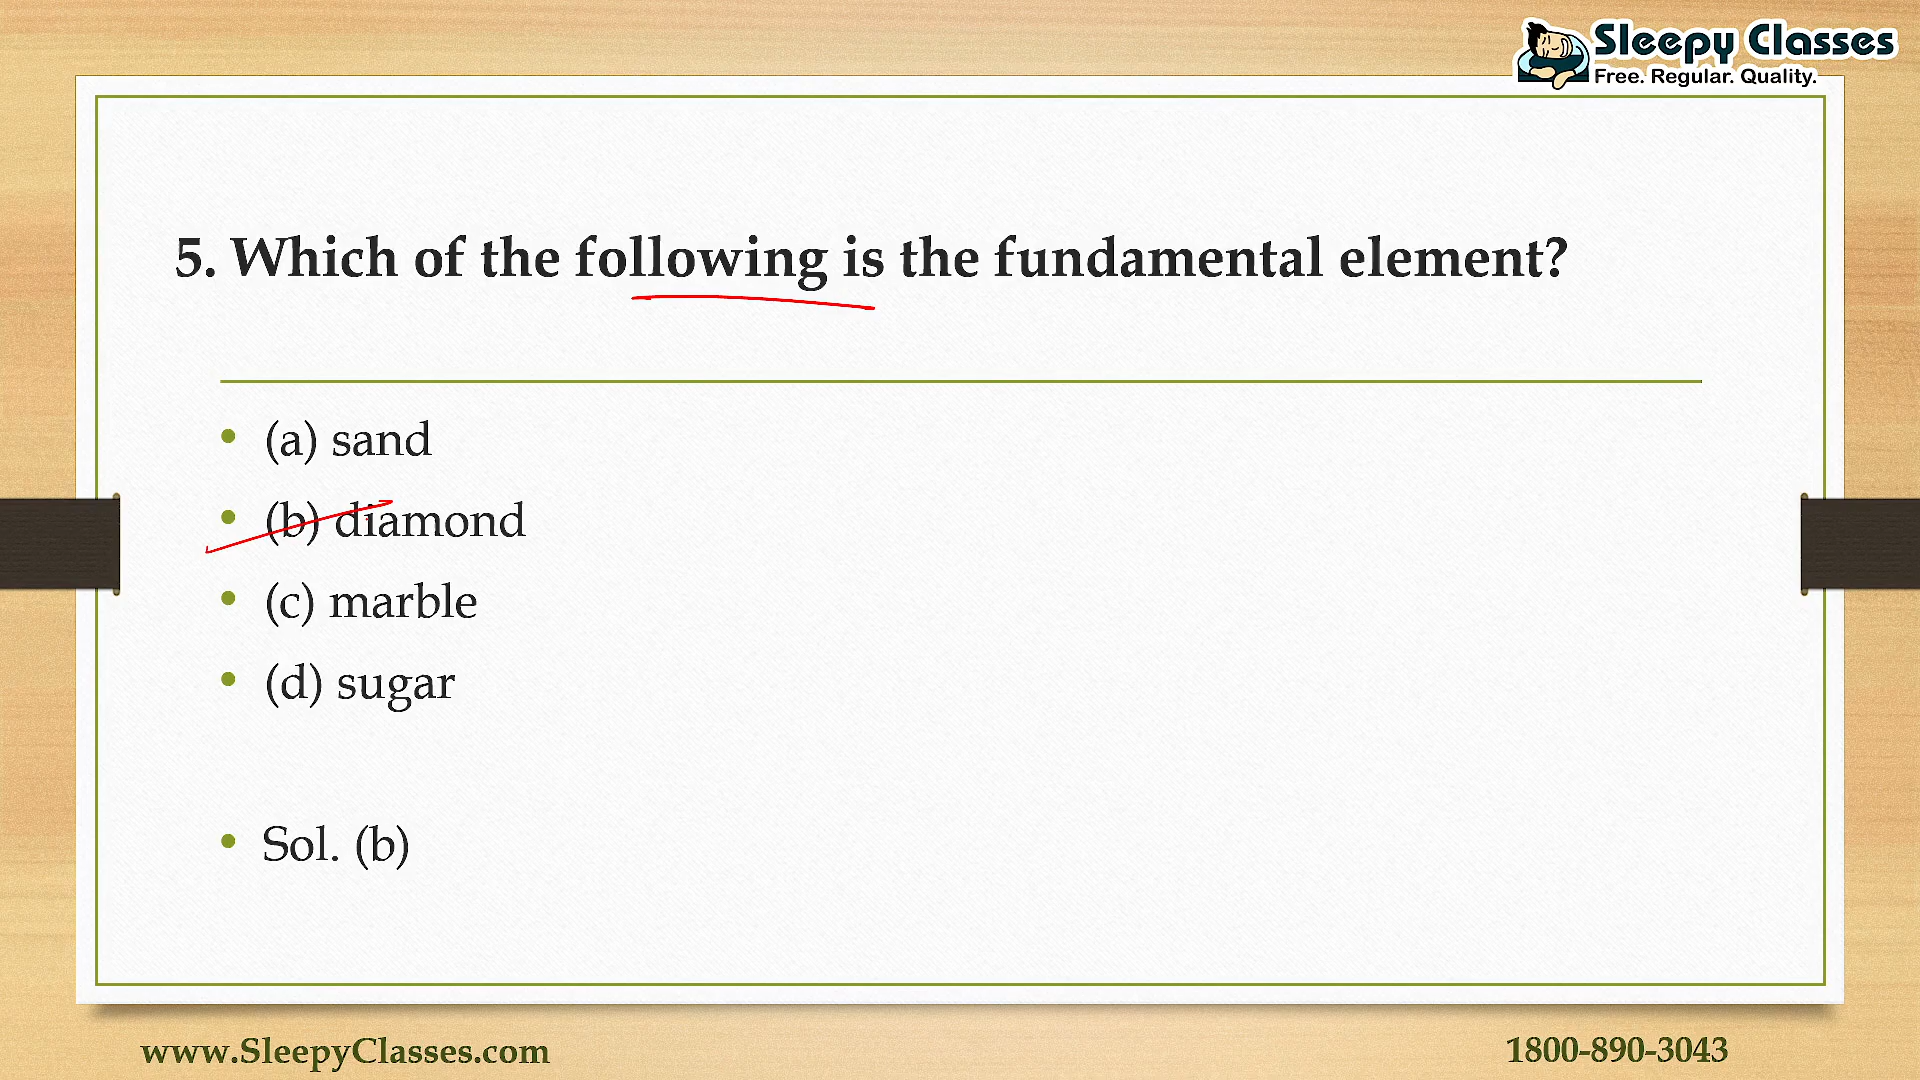 Sleepy Classes
Free. Regular. Quality.
5. Which of the following is the fundamental element?
• (a) sand
• (b) diamond
• (c) marble
• (d) sugar
• Sol. (b)
www.SleepyClasses.com
1800-890-3043